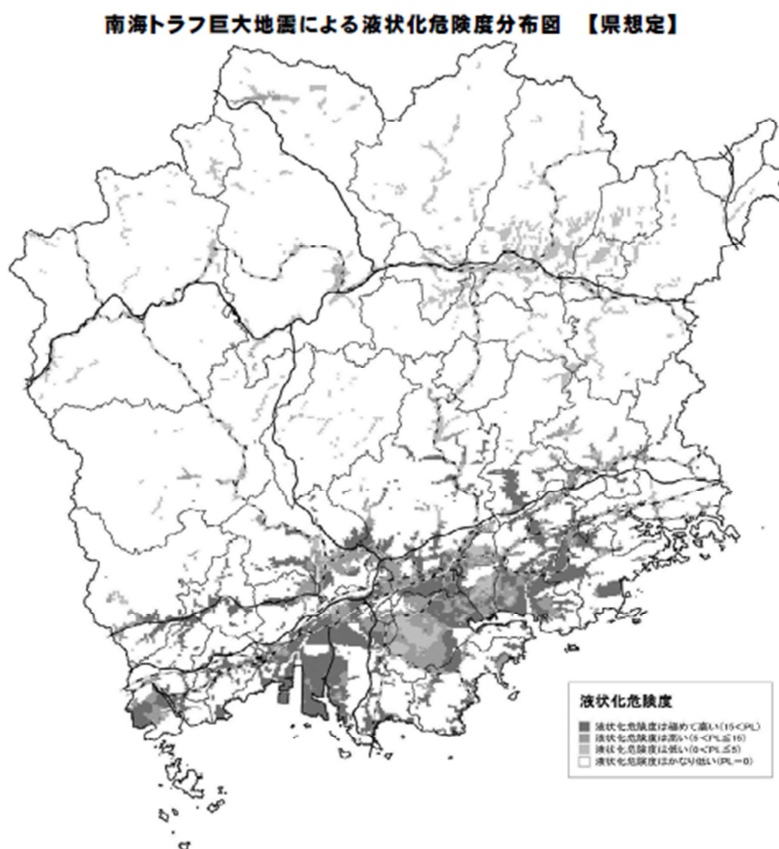 南海トラフ巨大地震による液状化危険度分布図 【県想定】
液状化危険度
液状化危険度は極めて高い(15<PL)
液状化危険度は高い(5<PL≦15)
液状化危険度は低い(0<PL≦5)
液状化危険度はかなり低い(PL=0)